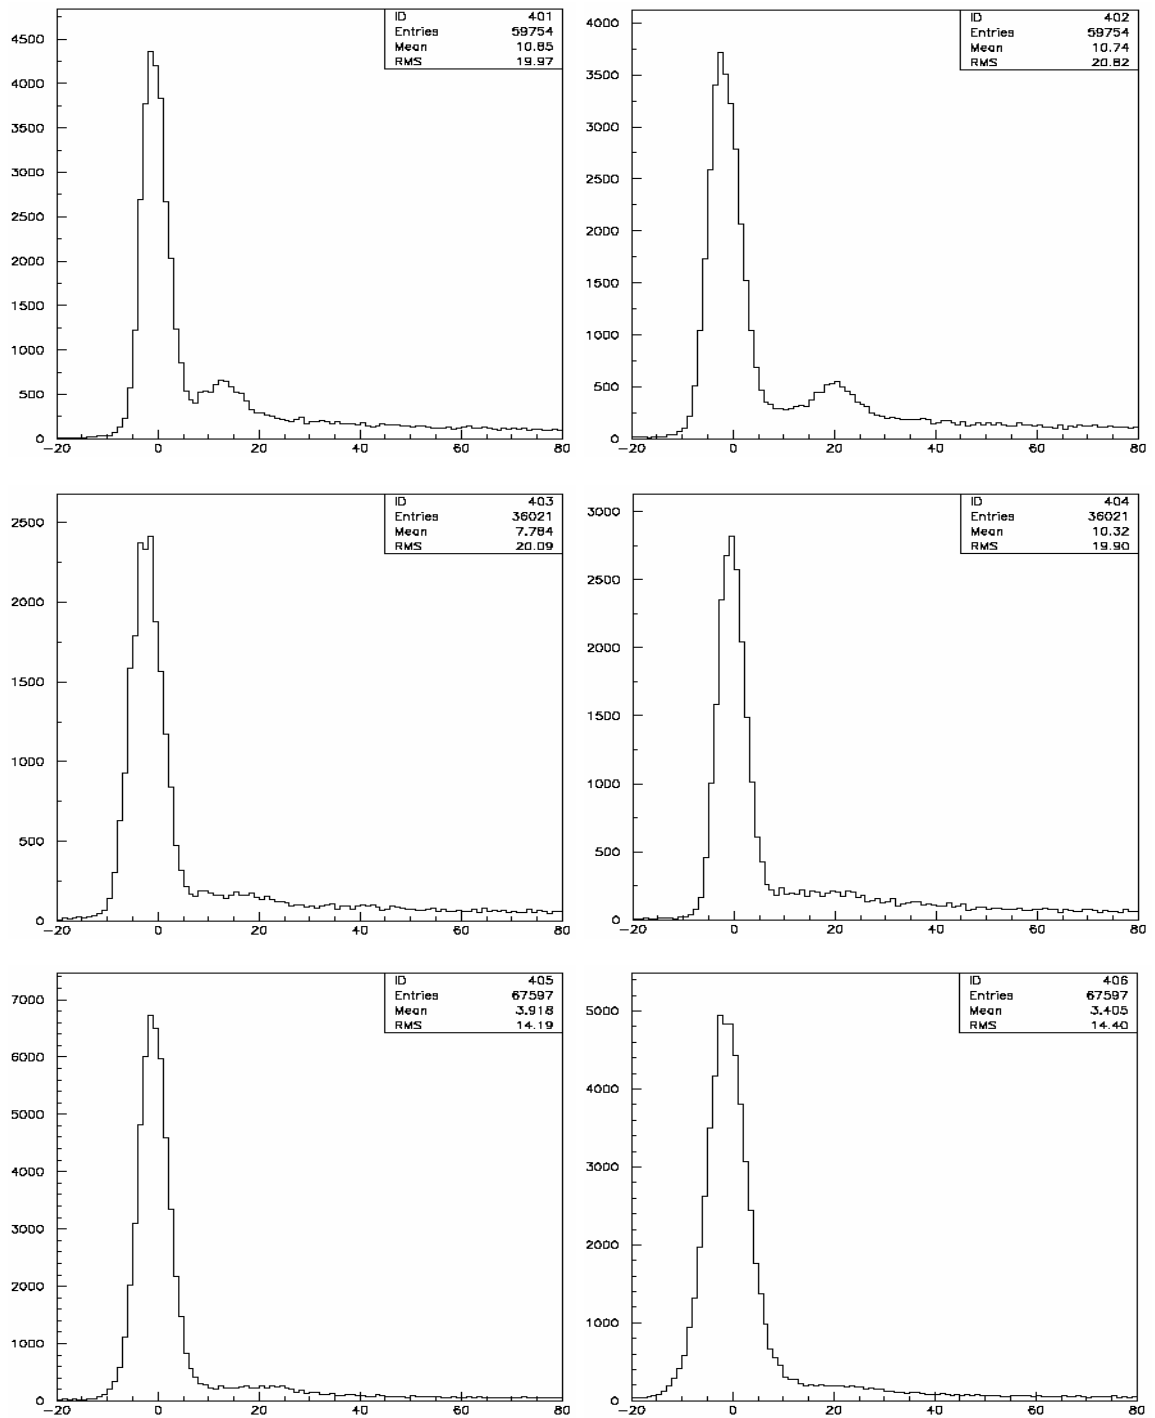 ID 401
Entries 59754
Mean 10.85
RMS 19.97
4500
4000
3500
3000
2500
2000
1500
1000
500
0
-20 0 20 40 60 80
ID 402
Entries 59754
Mean 10.74
RMS 20.82
4000
3500
3000
2500
2000
1500
1000
500
0
-20 0 20 40 60 80
ID 403
Entries 36021
Mean 7.784
RMS 20.09
2500
2000
1500
1000
500
0
-20 0 20 40 60 80
ID 404
Entries 36021
Mean 10.32
RMS 19.90
3000
2500
2000
1500
1000
500
0
-20 0 20 40 60 80
ID 405
Entries 67597
Mean 3.918
RMS 14.19
7000
6000
5000
4000
3000
2000
1000
0
-20 0 20 40 60 80
ID 406
Entries 67597
Mean 3.405
RMS 14.40
5000
4000
3000
2000
1000
0
-20 0 20 40 60 80